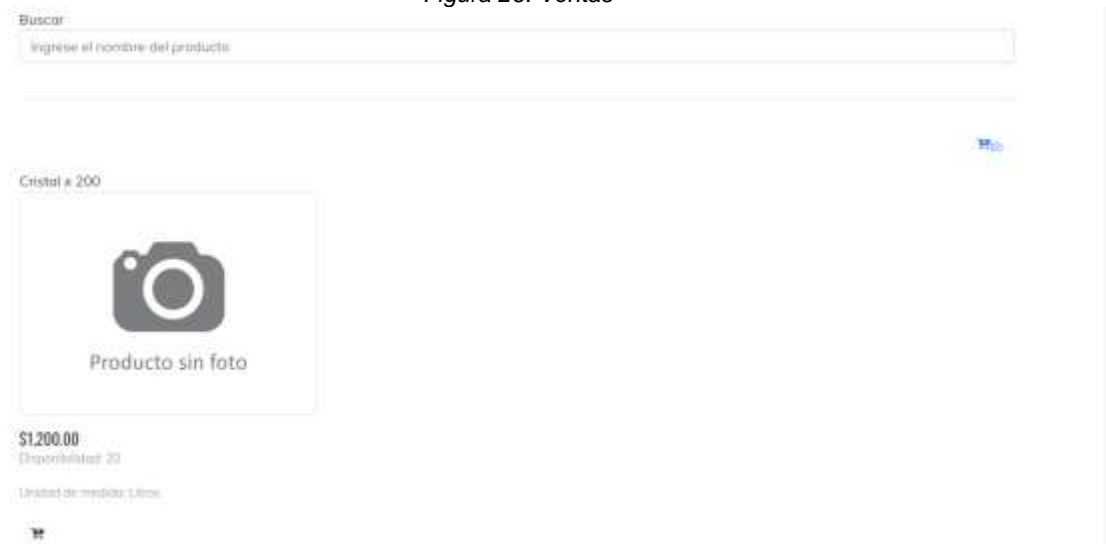 Buscar
Ingrese el nombre del producto
Cristal x 200
Producto sin foto
$1,200.00
Disponibilidad: 20
Unidad de medida: Litros